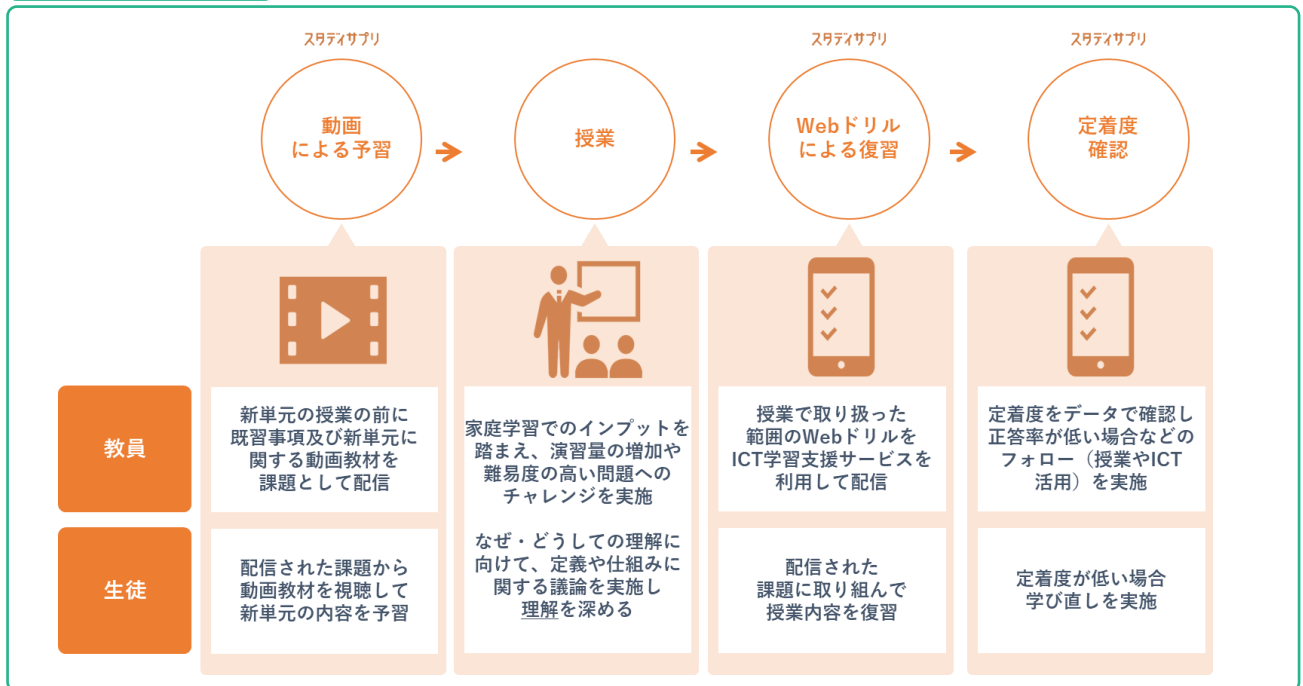 スタディサプリ
動画
による予習
授業
スタディサプリ
Webドリル
による復習
スタディサプリ
定着度
確認
教員
新単元の授業の前に
既習事項及び新単元に
関する動画教材を
課題として配信
家庭学習でのインプットを
踏まえ、演習量の増加や
難易度の高い問題への
チャレンジを実施
なぜ・どうしての理解に
向けて、定義や仕組みに
関する議論を実施し
理解を深める
授業で取り扱った
範囲のWebドリルを
ICT学習支援サービスを
利用して配信
定着度をデータで確認し
正答率が低い場合などの
フォロー（授業やICT
活用）を実施
生徒
配信された課題から
動画教材を視聴して
新単元の内容を予習
配信された
課題に取り組んで
授業内容を復習
定着度が低い場合
学び直しを実施